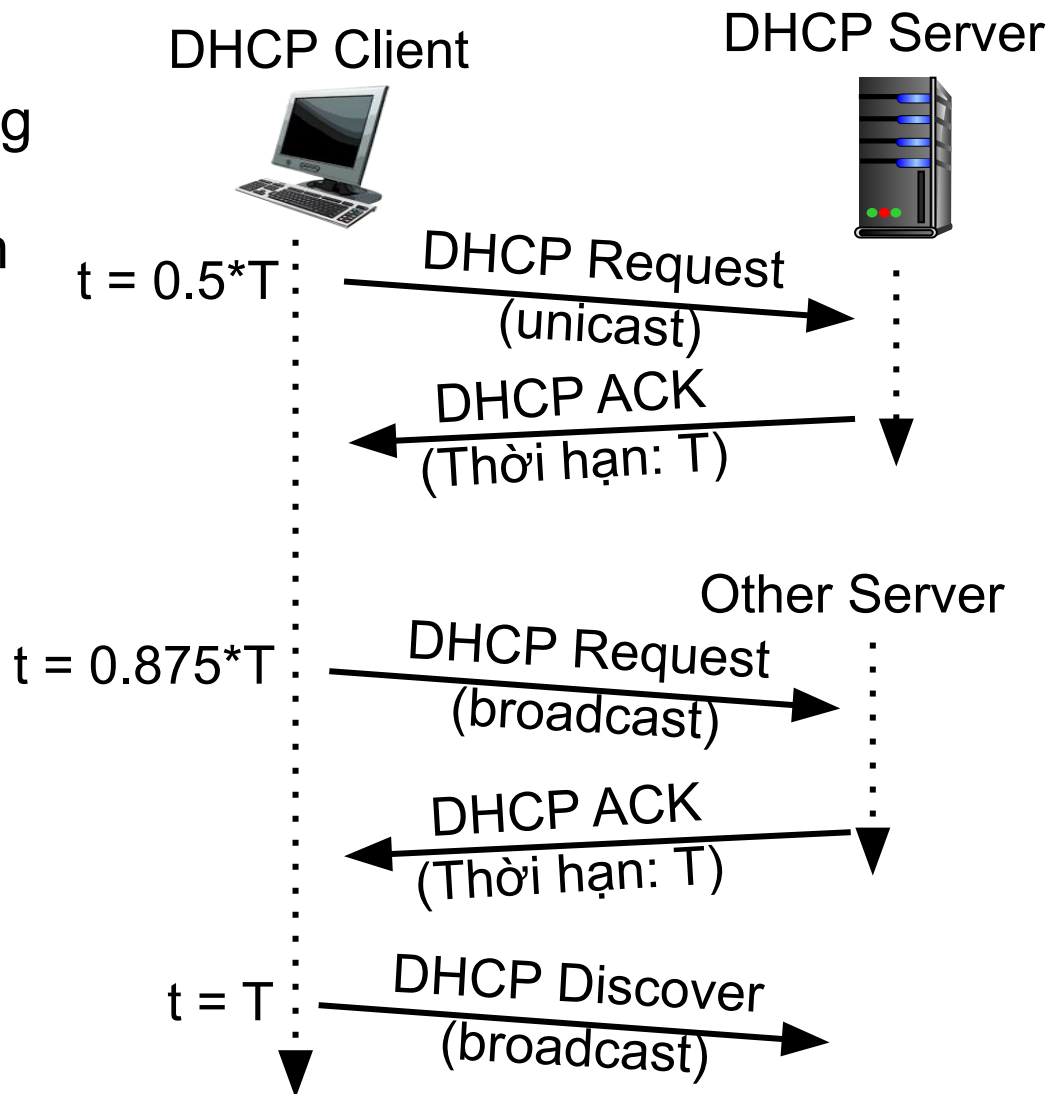 DHCP Client
DHCP Server
t = 0.5*T
DHCP Request
(unicast)
DHCP ACK
(Thời hạn: T)
Other Server
t = 0.875*T
DHCP Request
(broadcast)
DHCP ACK
(Thời hạn: T)
t = T
DHCP Discover
(broadcast)